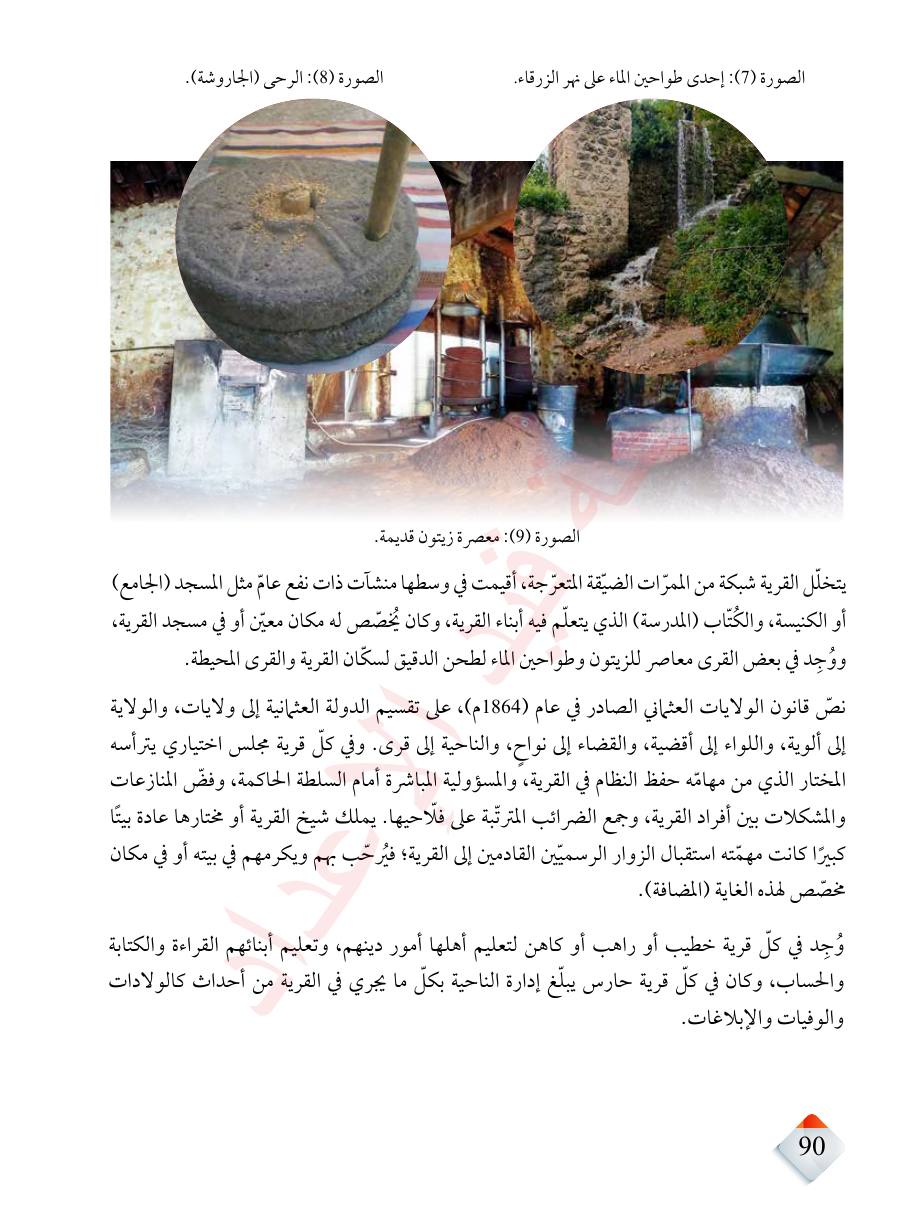 الصورة (7): إحدى طواحين الماء على نهر الزرقاء.
الصورة (8): الرحى (الجاروشة).
الصورة (9): معصرة زيتون قديمة.
يتخلّل القرية شبكة من الممرّات الضيّقة المتعرّجة، أقيمت في وسطها منشآت ذات نفع عامّ مثل المسجد (الجامع)
أو الكنيسة، والكُتّاب (المدرسة) الذي يتعلّم فيه أبناء القرية، وكان يُخصّص له مكان معيّن أو في مسجد القرية،
ووُجِد في بعض القرى معاصر للزيتون وطواحين الماء لطحن الدقيق لسكّان القرية والقرى المحيطة.
نصّ قانون الولايات العثماني الصادر في عام (1864م)، على تقسيم الدولة العثمانية إلى ولايات، والولاية
إلى ألوية، واللواء إلى أقضية، والقضاء إلى نواحٍ، والناحية إلى قرى. وفي كلّ قرية مجلس اختياري يترأسه
المختار الذي من مهامّه حفظ النظام في القرية، والمسؤولية المباشرة أمام السلطة الحاكمة، وفضّ المنازعات
والمشكلات بين أفراد القرية، وجمع الضرائب المترتّبة على فلّاحيها. يملك شيخ القرية أو مختارها عادة بيتًا
كبيرًا كانت مهمّته استقبال الزوار الرسميّين القادمين إلى القرية؛ فيُرحّب بهم ويكرمهم في بيته أو في مكان
مخصّص لهذه الغاية (المضافة).
وُجِد في كلّ قرية خطيب أو راهب أو كاهن لتعليم أهلها أمور دينهم، وتعليم أبنائهم القراءة والكتابة
والحساب، وكان في كلّ قرية حارس يبلّغ إدارة الناحية بكلّ ما يجري في القرية من أحداث كالولادات
والوفيات والإبلاغات.
قيد الإعداد
90